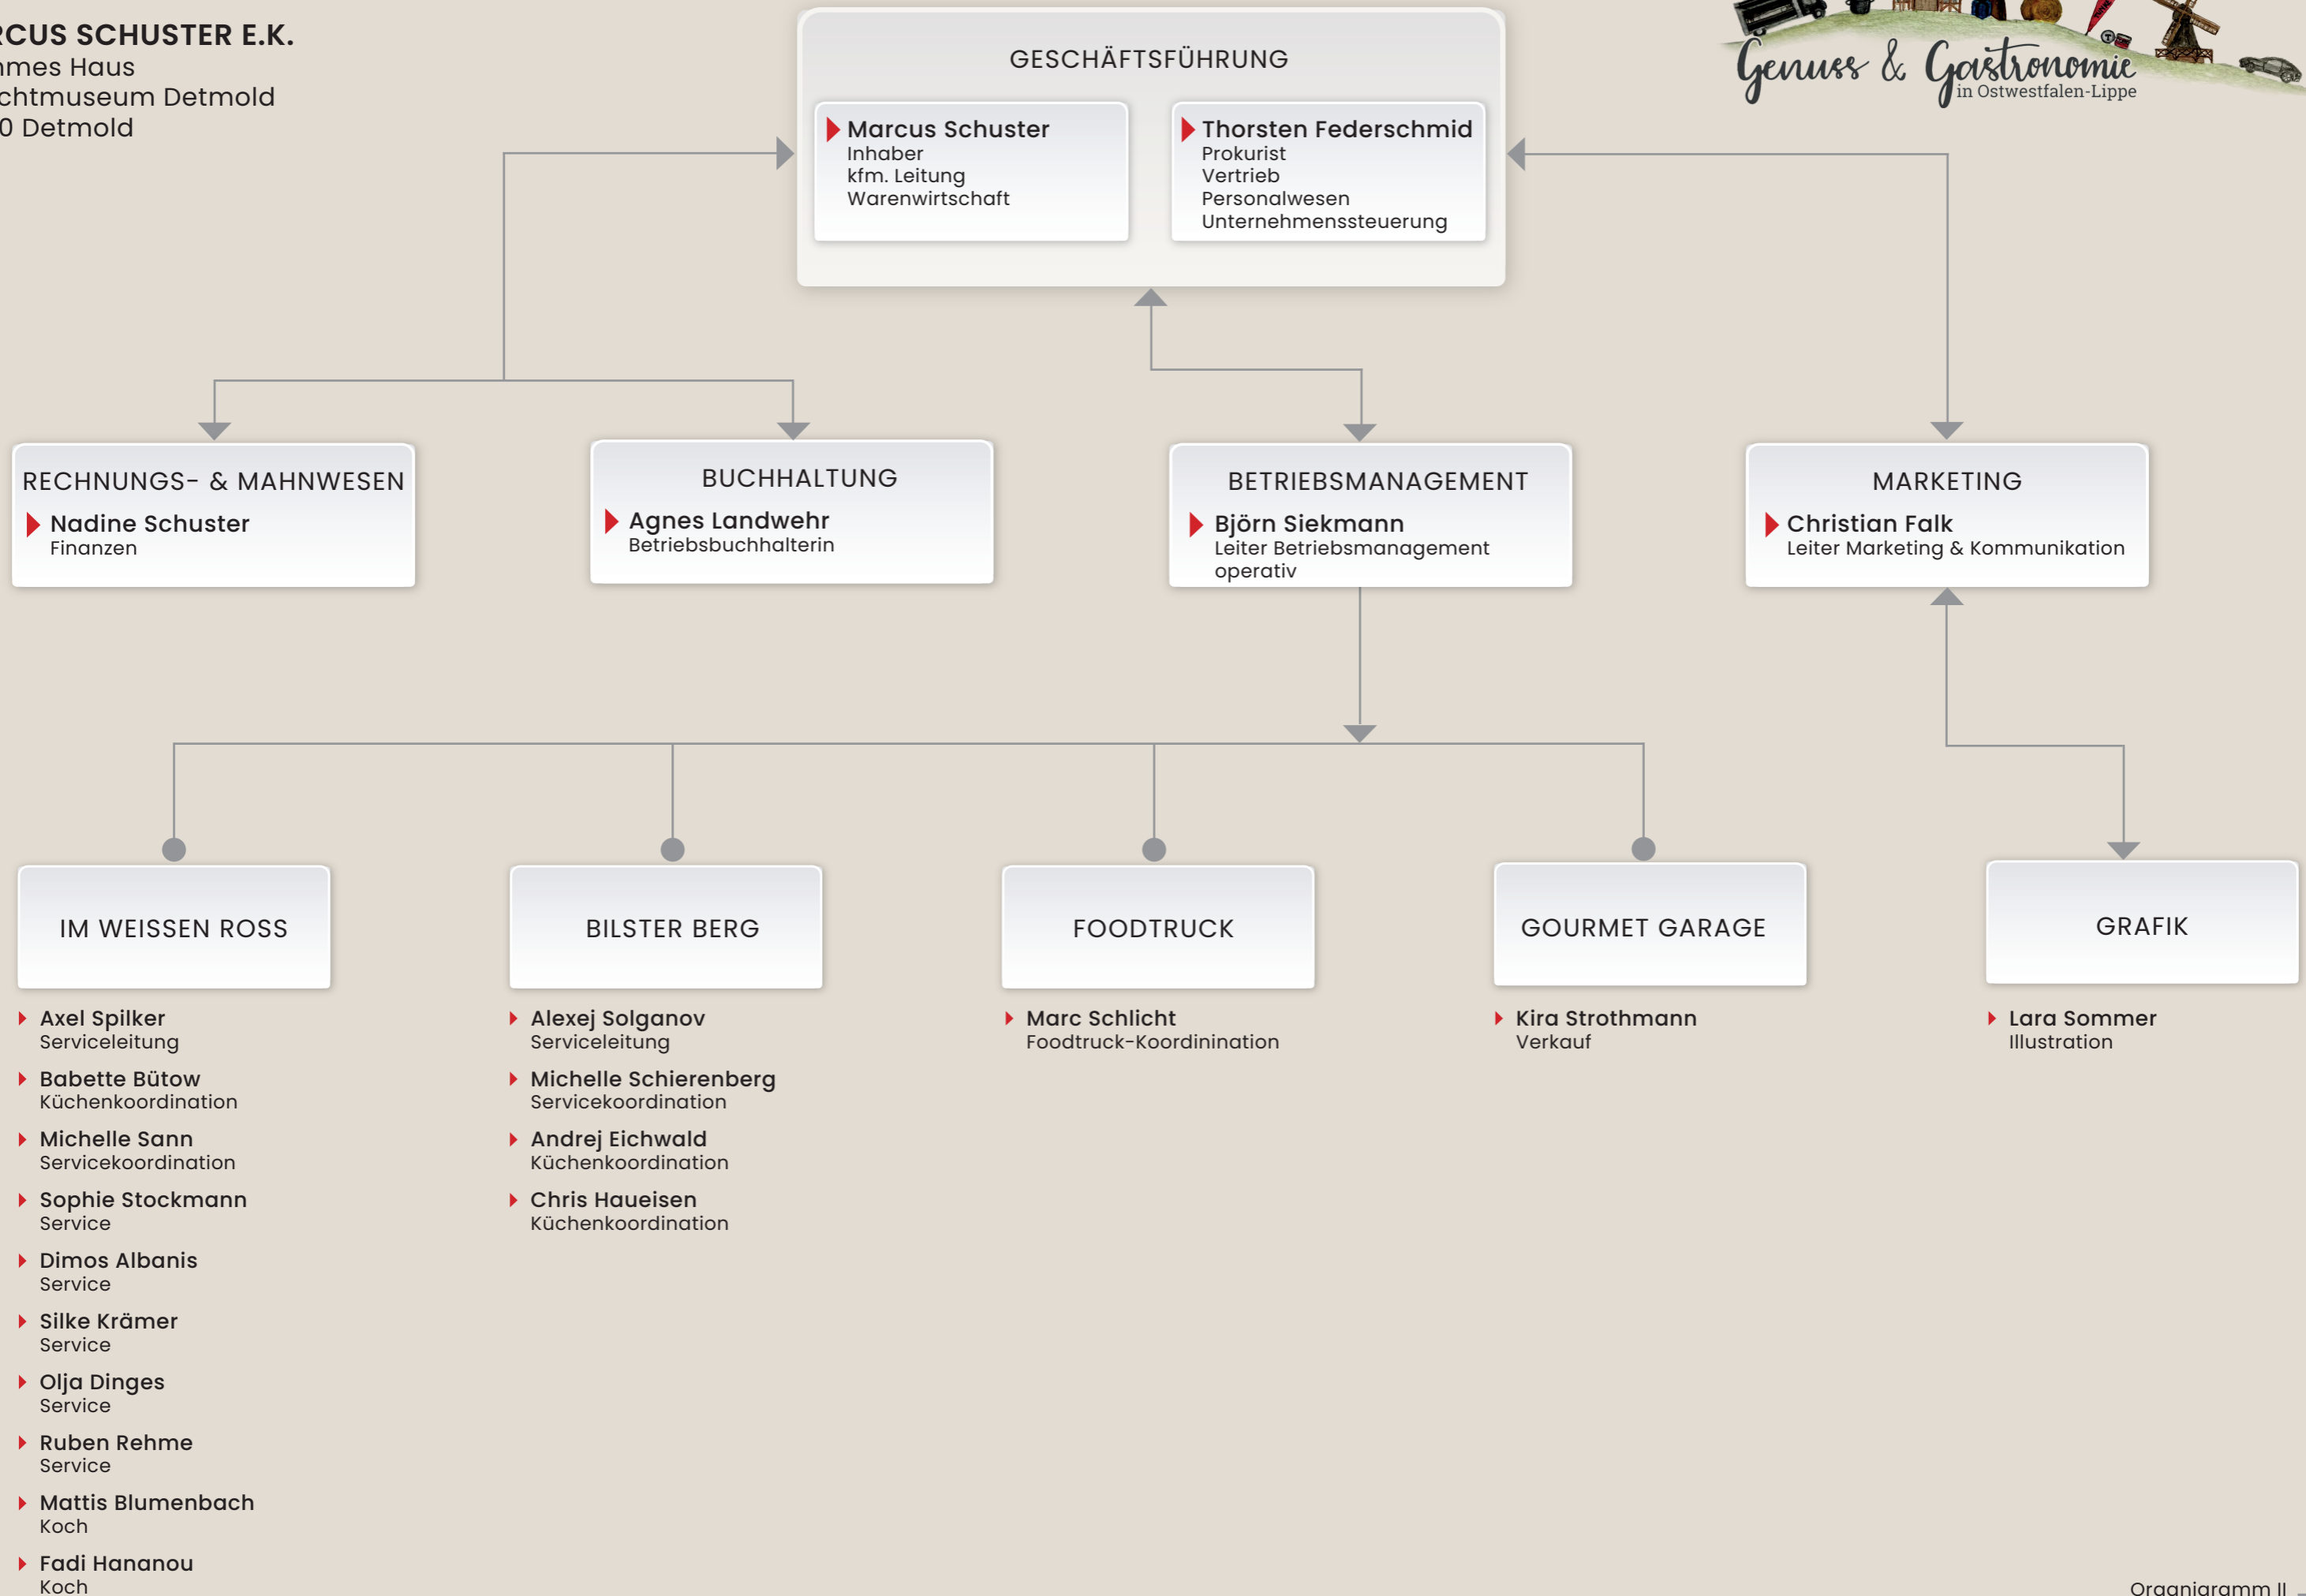 RCUS SCHUSTER E.K.
mes Haus
chtmuseum Detmold
0 Detmold
GESCHÄFTSFÜHRUNG
Marcus Schuster
Inhaber
kfm. Leitung
Warenwirtschaft
Thorsten Federschmid
Prokurist
Vertrieb
Personalwesen
Unternehmenssteuerung
Genuss & Gastronomie
in Ostwestfalen-Lippe
RECHNUNGS- & MAHNWESEN
Nadine Schuster
Finanzen
BUCHHALTUNG
Agnes Landwehr
Betriebsbuchhalterin
BETRIEBSMANAGEMENT
Björn Siekmann
Leiter Betriebsmanagement
operativ
MARKETING
Christian Falk
Leiter Marketing & Kommunikation
IM WEISSEN ROSS
Axel Spilker
Serviceleitung
Babette Bütow
Küchenkoordination
Michelle Sann
Servicekoordination
Sophie Stockmann
Service
Dimos Albanis
Service
Silke Krämer
Service
Olja Dinges
Service
Ruben Rehme
Service
Mattis Blumenbach
Koch
Fadi Hananou
Koch
BILSTER BERG
Alexej Solganov
Serviceleitung
Michelle Schierenberg
Servicekoordination
Andrej Eichwald
Küchenkoordination
Chris Haueisen
Küchenkoordination
FOODTRUCK
Marc Schlicht
Foodtruck-Koordinination
GOURMET GARAGE
Kira Strothmann
Verkauf
GRAFIK
Lara Sommer
Illustration
Organigramm II